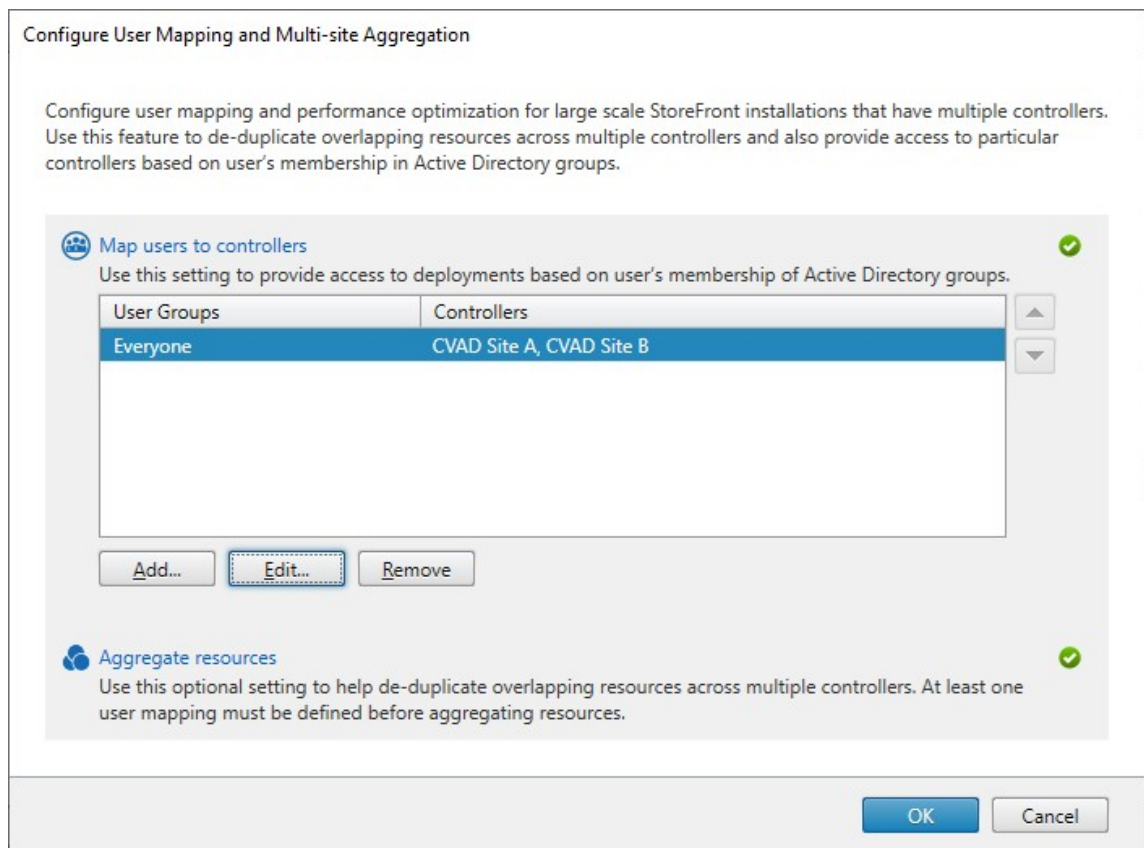 Configure User Mapping and Multi-site Aggregation
Configure user mapping and performance optimization for large scale StoreFront installations that have multiple controllers.
Use this feature to de-duplicate overlapping resources across multiple controllers and also provide access to particular
controllers based on user's membership in Active Directory groups.
Map users to controllers
Use this setting to provide access to deployments based on user's membership of Active Directory groups.
User Groups Controllers
Everyone CVAD Site A, CVAD Site B
Add... Edit... Remove
Aggregate resources
Use this optional setting to help de-duplicate overlapping resources across multiple controllers. At least one
user mapping must be defined before aggregating resources.
OK Cancel